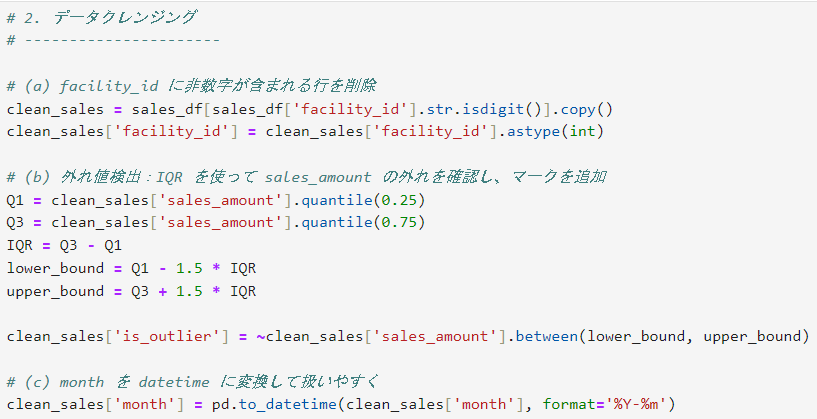 # 2. データクレンジング
# ----------------------
# (a) facility_id に非数字が含まれる行を削除
clean_sales = sales_df[sales_df['facility_id'].str.isdigit()].copy()
clean_sales['facility_id'] = clean_sales['facility_id'].astype(int)
# (b) 外れ値検出：IQR を使って sales_amount の外れを確認し、マークを追加
Q1 = clean_sales['sales_amount'].quantile(0.25)
Q3 = clean_sales['sales_amount'].quantile(0.75)
IQR = Q3 - Q1
lower_bound = Q1 - 1.5 * IQR
upper_bound = Q3 + 1.5 * IQR
clean_sales['is_outlier'] = ~clean_sales['sales_amount'].between(lower_bound, upper_bound)
# (c) month を datetime に変換して扱いやすく
clean_sales['month'] = pd.to_datetime(clean_sales['month'], format='%Y-%m')